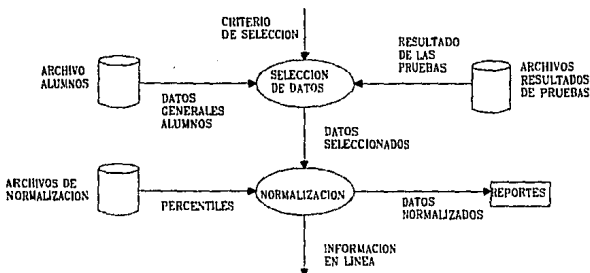 CRITERIO
DE SELECCION
RESULTADO
DE LAS
PRUEBAS
ARCHIVO
ALUMNOS
SELECCION
DE DATOS
ARCHIVOS
RESULTADOS
DE PRUEBAS
DATOS
GENERALES
ALUMNOS
DATOS
SELECCIONADOS
ARCHIVOS DE
NORMALIZACION
PERCENTILES
NORMALIZACION
DATOS
NORMALIZADOS
REPORTES
INFORMACION
EN LINEA